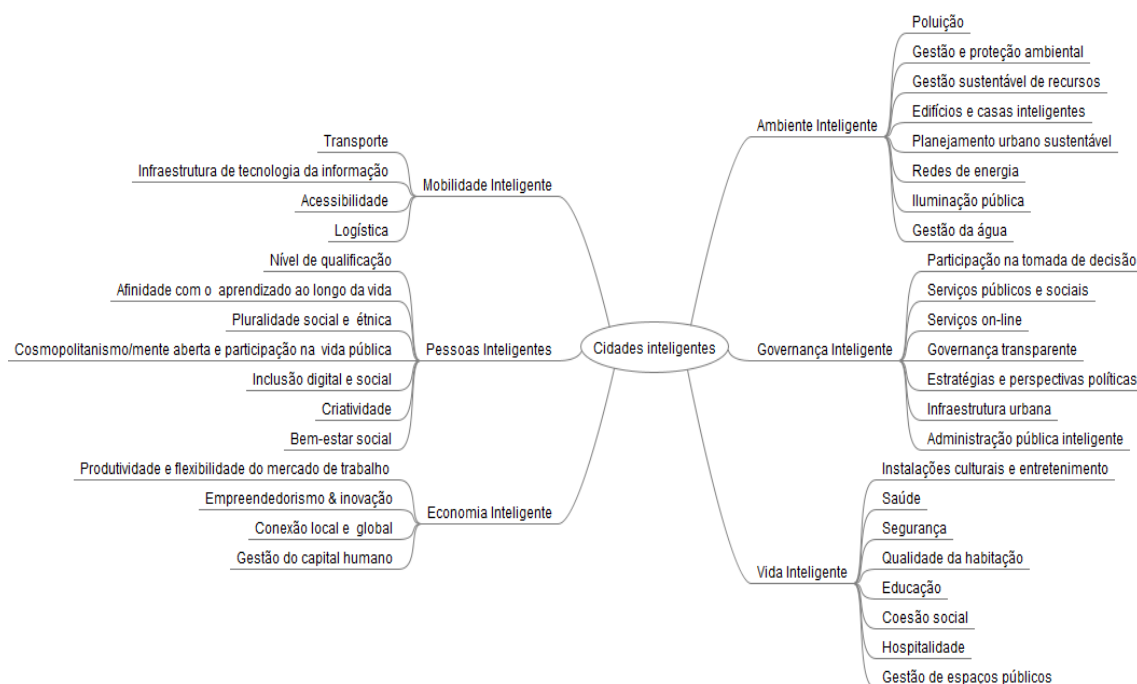 Cidades inteligentes
Mobilidade Inteligente
Transporte
Infraestrutura de tecnologia da informação
Acessibilidade
Logística
Pessoas Inteligentes
Nível de qualificação
Afinidade com o aprendizado ao longo da vida
Pluralidade social e étnica
Cosmopolitanismo/mente aberta e participação na vida pública
Inclusão digital e social
Criatividade
Bem-estar social
Economia Inteligente
Produtividade e flexibilidade do mercado de trabalho
Empreendedorismo & inovação
Conexão local e global
Gestão do capital humano
Ambiente Inteligente
Poluição
Gestão e proteção ambiental
Gestão sustentável de recursos
Edifícios e casas inteligentes
Planejamento urbano sustentável
Redes de energia
Iluminação pública
Gestão da água
Governança Inteligente
Participação na tomada de decisão
Serviços públicos e sociais
Serviços on-line
Governança transparente
Estratégias e perspectivas políticas
Infraestrutura urbana
Administração pública inteligente
Vida Inteligente
Instalações culturais e entretenimento
Saúde
Segurança
Qualidade da habitação
Educação
Coesão social
Hospitalidade
Gestão de espaços públicos